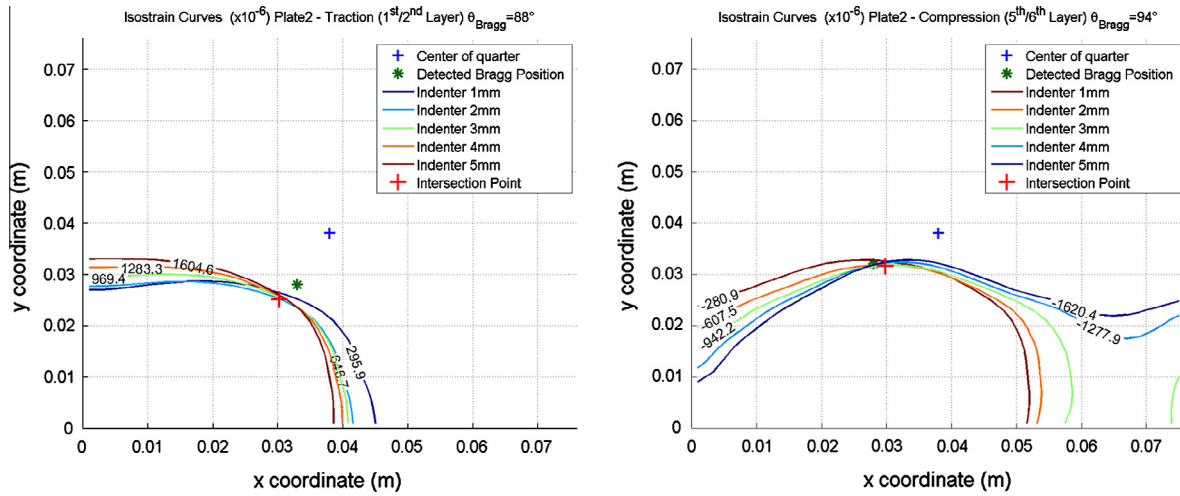 Isostrain Curves (x10-6) Plate2 - Traction (1st/2nd Layer) θBragg=88°
Center of quarter
Detected Bragg Position
Indenter 1mm
Indenter 2mm
Indenter 3mm
Indenter 4mm
Indenter 5mm
Intersection Point
0.07
0.06
0.05
0.04
0.03
0.02
0.01
0
y coordinate (m)
969.4
1283.3
1604.6
646.7
295.9
0 0.01 0.02 0.03 0.04 0.05 0.06 0.07
x coordinate (m)
Isostrain Curves (x10-6) Plate2 - Compression (5th/6th Layer) θBragg=94°
Center of quarter
Detected Bragg Position
Indenter 1mm
Indenter 2mm
Indenter 3mm
Indenter 4mm
Indenter 5mm
Intersection Point
0.07
0.06
0.05
0.04
0.03
0.02
0.01
0
y coordinate (m)
-280.9
-607.5
-942.2
-1620.4
-1277.9
0 0.01 0.02 0.03 0.04 0.05 0.06 0.07
x coordinate (m)